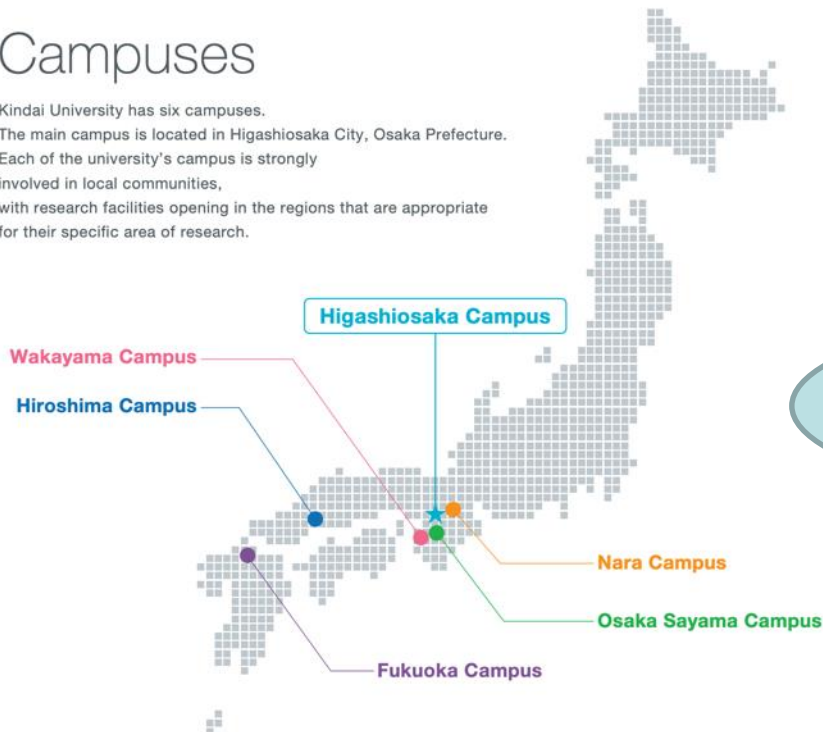 Campuses
Kindai University has six campuses.
The main campus is located in Higashiosaka City, Osaka Prefecture.
Each of the university's campus is strongly
involved in local communities,
with research facilities opening in the regions that are appropriate
for their specific area of research.
Higashiosaka Campus
Wakayama Campus
Hiroshima Campus
Nara Campus
Osaka Sayama Campus
Fukuoka Campus